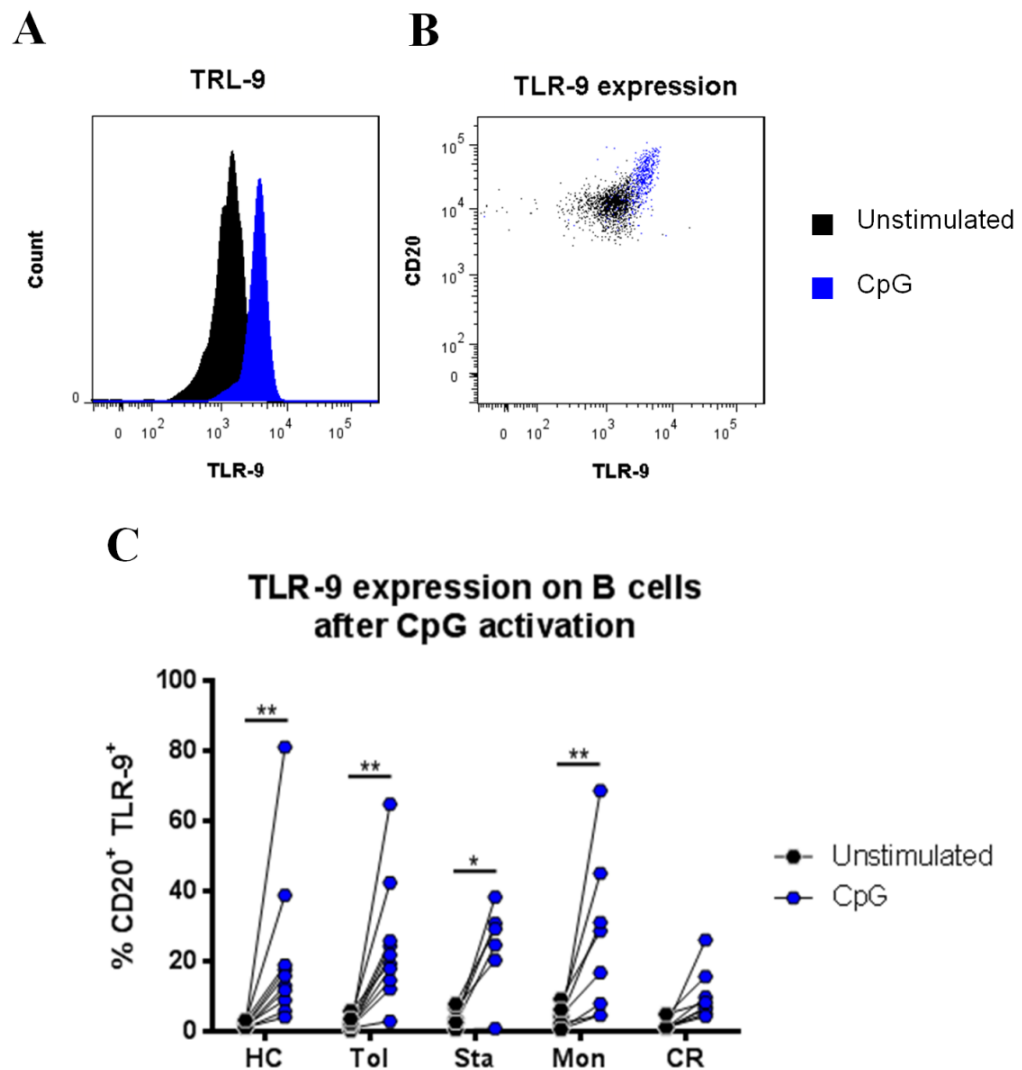 A
B
TRL-9
TLR-9 expression
Count
0
0 10² 10³ 10⁴ 10⁵
TLR-9
CD20
10⁵
10⁴
10³
10²
0
0 10² 10³ 10⁴ 10⁵
TLR-9
Unstimulated
CpG
C
TLR-9 expression on B cells
after CpG activation
% CD20⁺ TLR-9⁺
100
80
60
40
20
0
**
**
*
**
HC Tol Sta Mon CR
Unstimulated
CpG